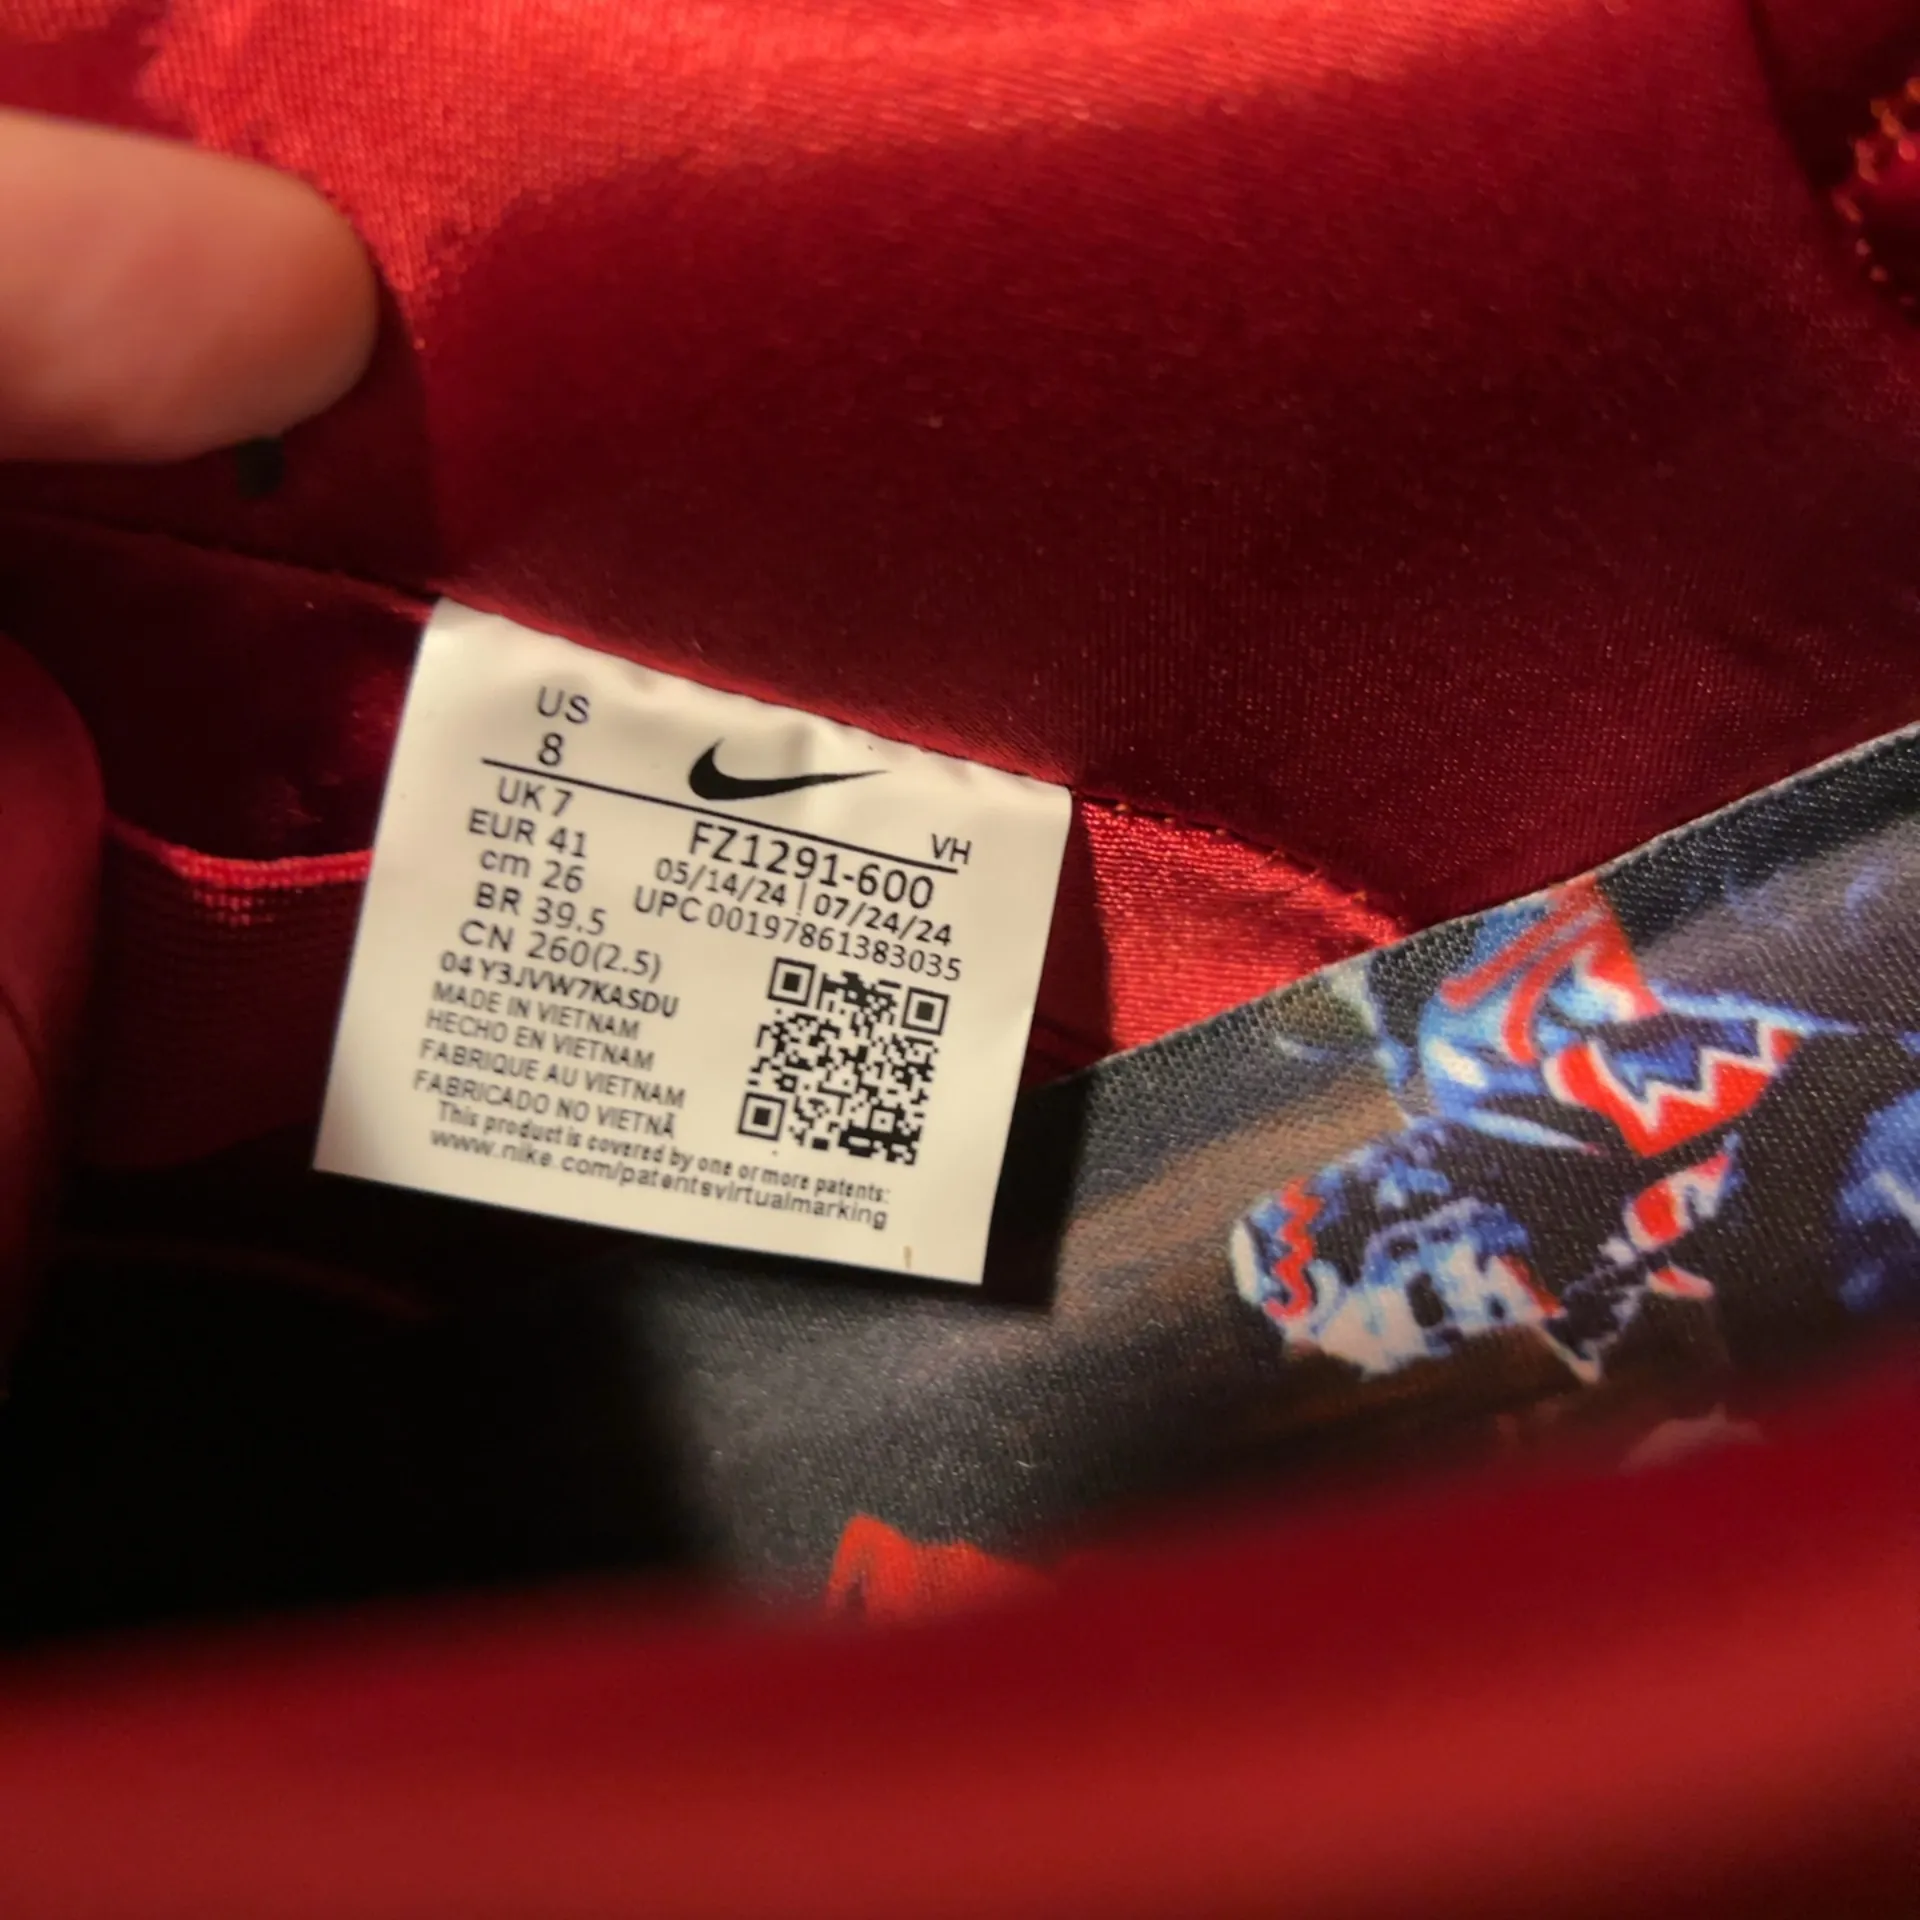 US
8
UK 7
EUR 41
cm 26
BR 39.5
CN 260(2.5)
VH
FZ1291-600
05/14/24 | 07/24/24
UPC 00197861383035
04 Y3JVW7KASDU
MADE IN VIETNAM
HECHO EN VIETNAM
FABRIQUE AU VIETNAM
FABRICADO NO VIETNÃ
This product is covered by one or more patents:
www.nike.com/patentsvirtualmarking